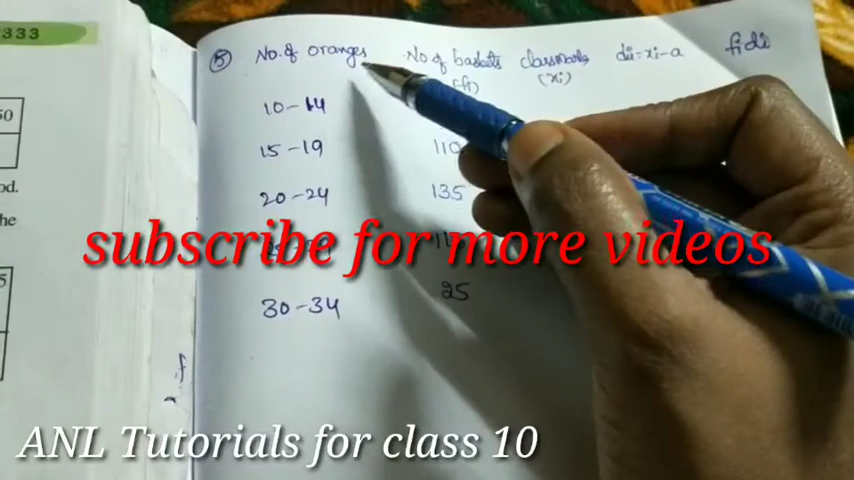 333
⑤ No. of oranges No of baskets classmarks di=xi-a fidi
(fi) (xi)
50
10-14
15-19 110
od.
20-24 135
he
subscribe for more videos
5
30-34 25
ANL Tutorials for class 10